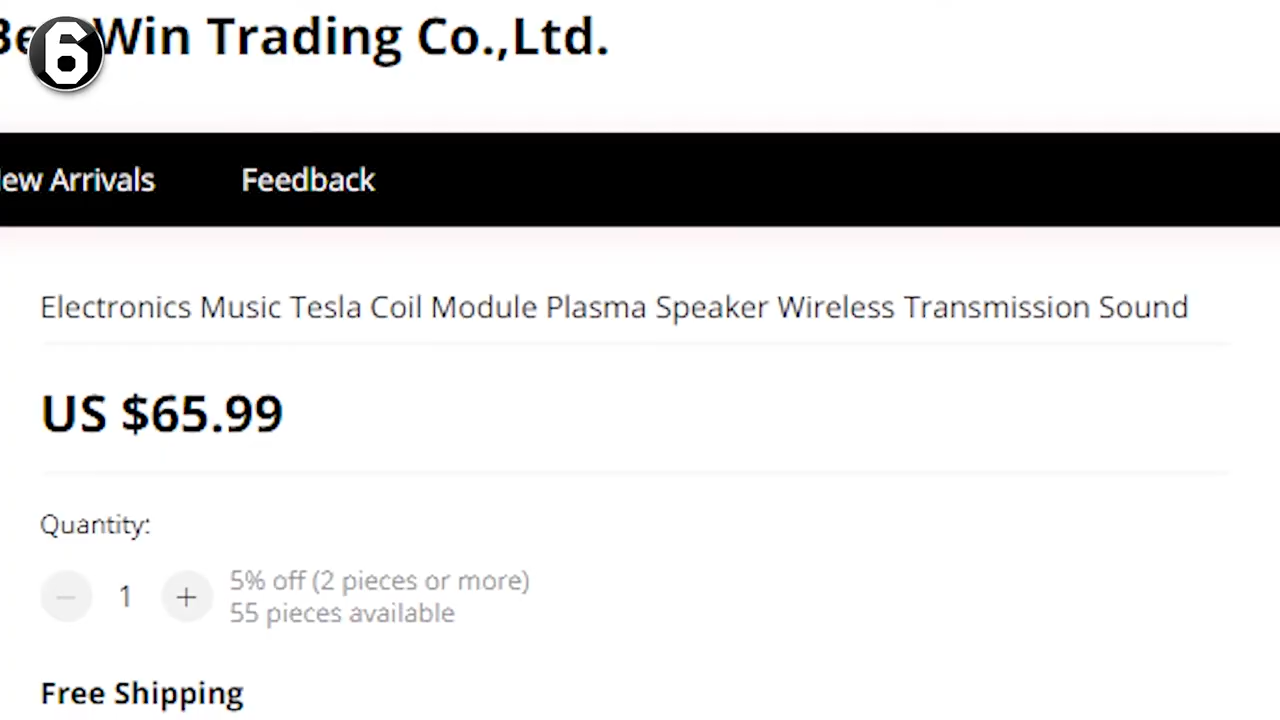 Win Trading Co.,Ltd.
6
Arrivals
Feedback
Electronics Music Tesla Coil Module Plasma Speaker Wireless Transmission Sound
US $65.99
Quantity:
− 1 +
5% off (2 pieces or more)
55 pieces available
Free Shipping